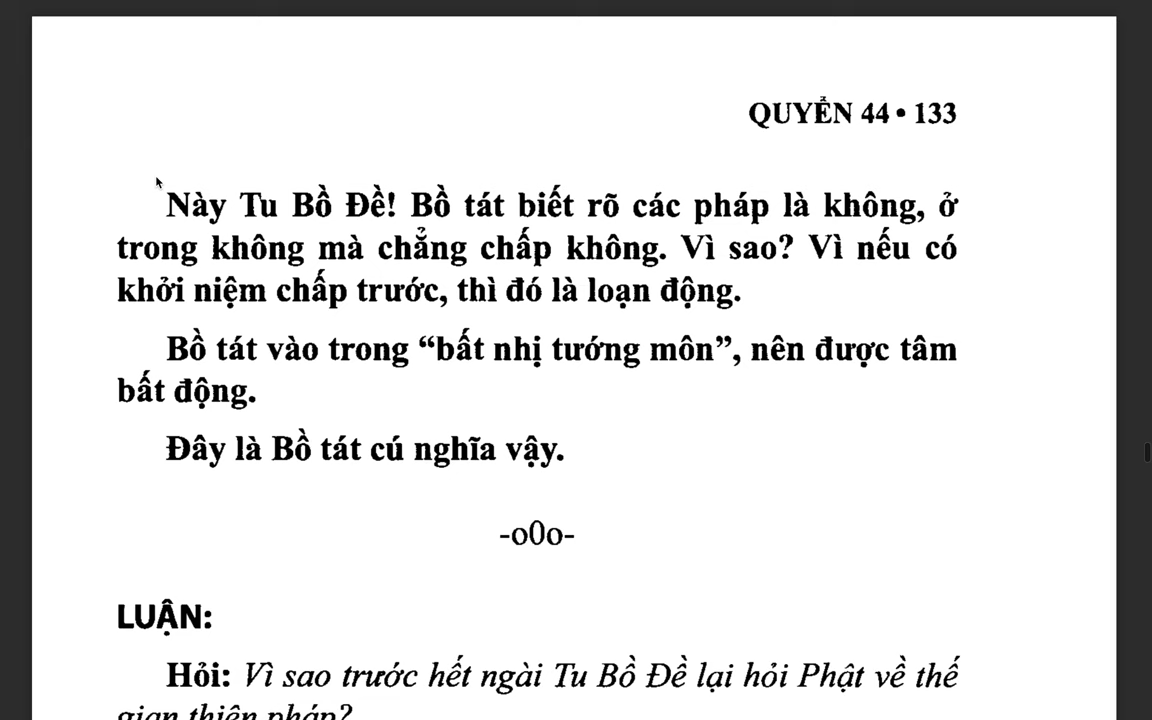 QUYỂN 44 • 133
Này Tu Bồ Đề! Bồ tát biết rõ các pháp là không, ở
trong không mà chẳng chấp không. Vì sao? Vì nếu có
khởi niệm chấp trước, thì đó là loạn động.
Bồ tát vào trong “bất nhị tướng môn”, nên được tâm
bất động.
Đây là Bồ tát cú nghĩa vậy.
-o0o-
LUẬN:
Hỏi: Vì sao trước hết ngài Tu Bồ Đề lại hỏi Phật về thế
gian thiện pháp?